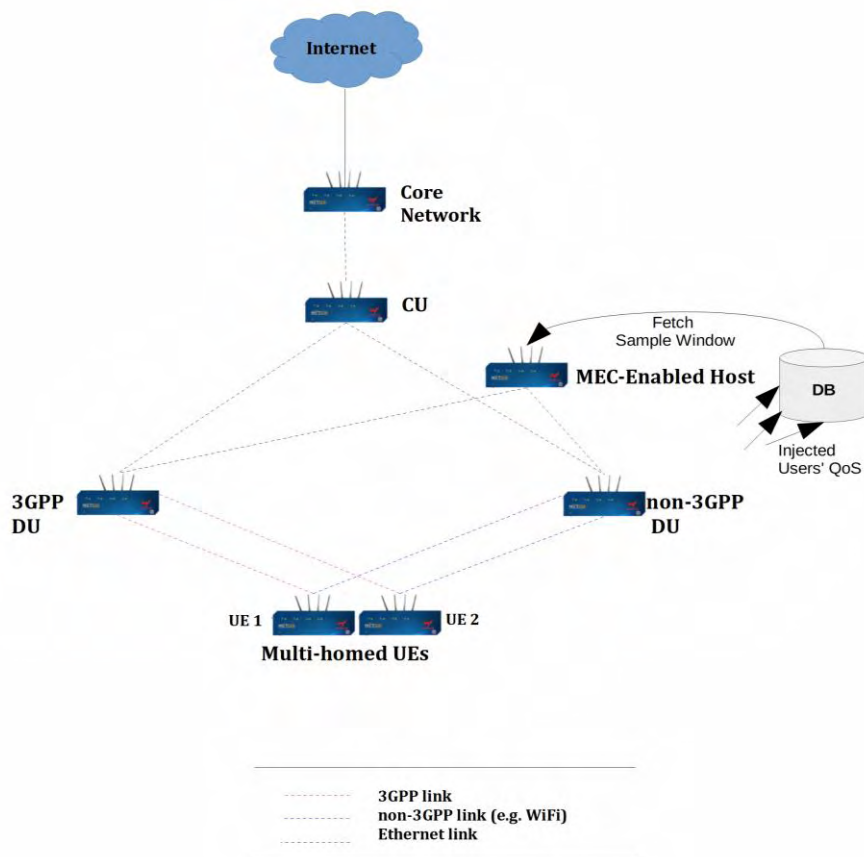 Internet
Core
Network
CU
Fetch
Sample Window
MEC-Enabled Host
DB
Injected
Users' QoS
3GPP
DU
non-3GPP
DU
UE 1
UE 2
Multi-homed UEs
3GPP link
non-3GPP link (e.g. WiFi)
Ethernet link